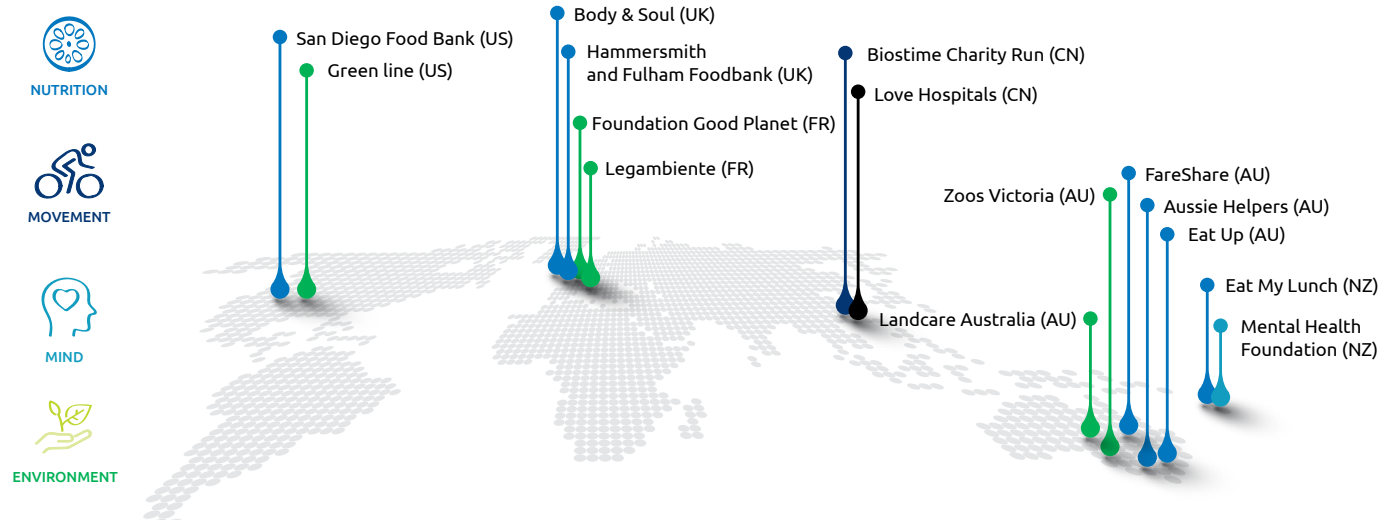 NUTRITION
MOVEMENT
MIND
ENVIRONMENT
San Diego Food Bank (US)
Green line (US)
Body & Soul (UK)
Hammersmith
and Fulham Foodbank (UK)
Foundation Good Planet (FR)
Legambiente (FR)
Biostime Charity Run (CN)
Love Hospitals (CN)
Zoos Victoria (AU)
Landcare Australia (AU)
FareShare (AU)
Aussie Helpers (AU)
Eat Up (AU)
Eat My Lunch (NZ)
Mental Health
Foundation (NZ)